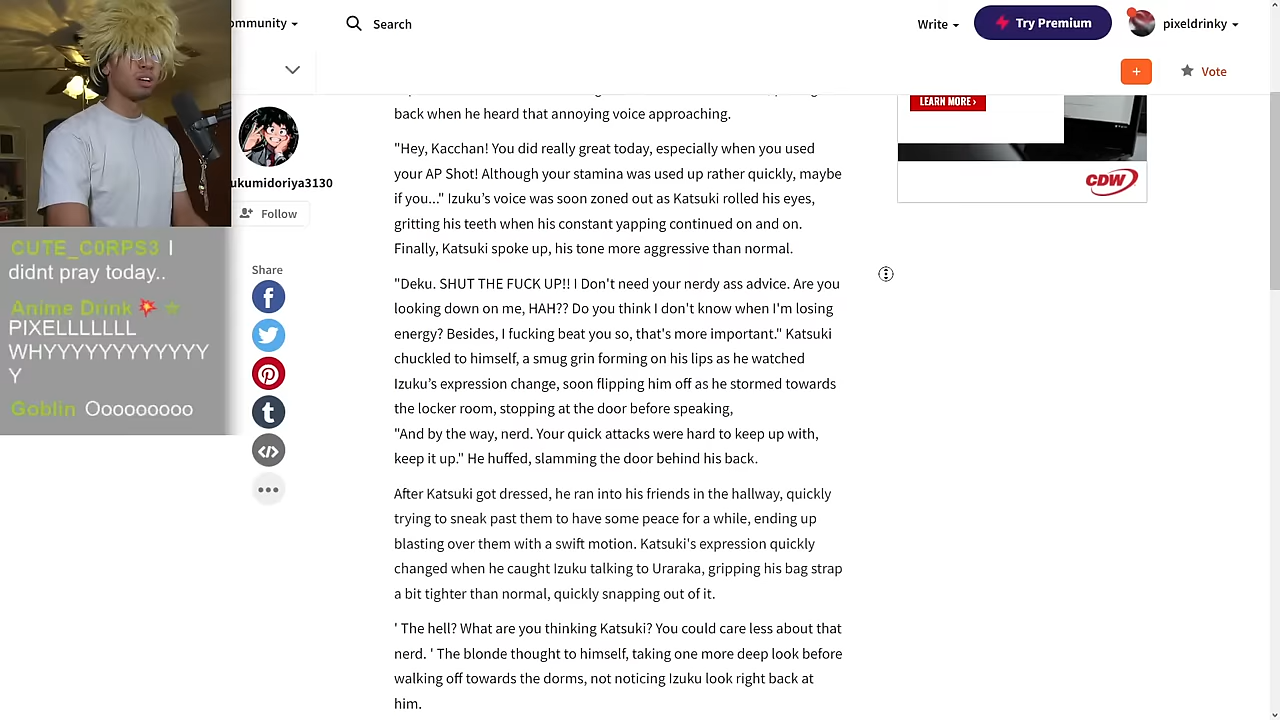 ommunity
Search
Write
Try Premium
pixeldrinky
+
Vote
LEARN MORE ›
CDW
ukumidoriya3130
Follow
Share
CUTE_C0RPS3 I
didnt pray today..
Anime Drink
PIXELLLLLLL
WHYYYYYYYYYYYY
Y
Goblin Ooooooooo
back when he heard that annoying voice approaching.
"Hey, Kacchan! You did really great today, especially when you used
your AP Shot! Although your stamina was used up rather quickly, maybe
if you..." Izuku's voice was soon zoned out as Katsuki rolled his eyes,
gritting his teeth when his constant yapping continued on and on.
Finally, Katsuki spoke up, his tone more aggressive than normal.
"Deku. SHUT THE FUCK UP!! I Don't need your nerdy ass advice. Are you
looking down on me, HAH?? Do you think I don't know when I'm losing
energy? Besides, I fucking beat you so, that's more important." Katsuki
chuckled to himself, a smug grin forming on his lips as he watched
Izuku's expression change, soon flipping him off as he stormed towards
the locker room, stopping at the door before speaking,
"And by the way, nerd. Your quick attacks were hard to keep up with,
keep it up." He huffed, slamming the door behind his back.
After Katsuki got dressed, he ran into his friends in the hallway, quickly
trying to sneak past them to have some peace for a while, ending up
blasting over them with a swift motion. Katsuki's expression quickly
changed when he caught Izuku talking to Uraraka, gripping his bag strap
a bit tighter than normal, quickly snapping out of it.
' The hell? What are you thinking Katsuki? You could care less about that
nerd. ' The blonde thought to himself, taking one more deep look before
walking off towards the dorms, not noticing Izuku look right back at
him.